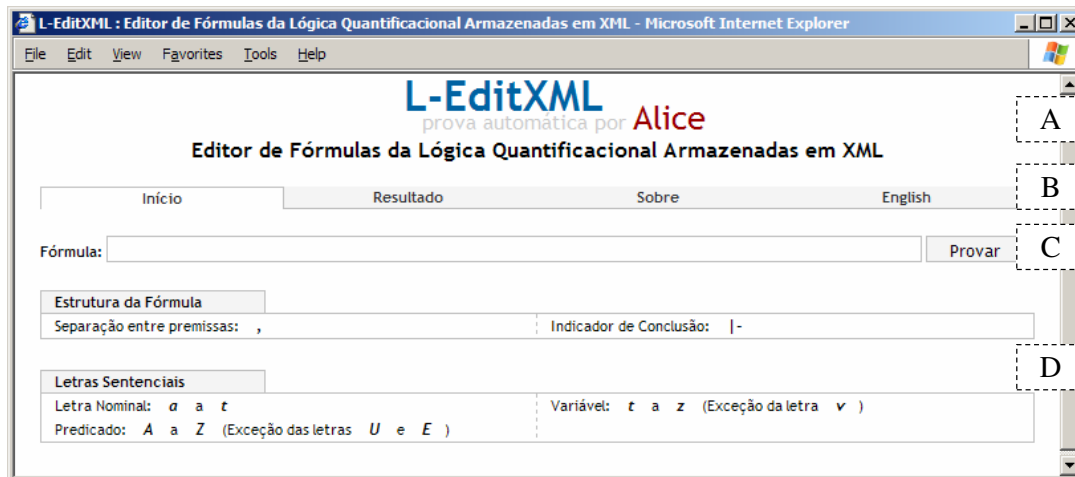 L-EditXML : Editor de Fórmulas da Lógica Quantificacional Armazenadas em XML - Microsoft Internet Explorer
File Edit View Favorites Tools Help
L-EditXML
prova automática por Alice
A
Editor de Fórmulas da Lógica Quantificacional Armazenadas em XML
Início Resultado Sobre English B
Fórmula: Provar C
Estrutura da Fórmula
Separação entre premissas: , Indicador de Conclusão: |-
D
Letras Sentenciais
Letra Nominal: a a t Variável: t a z (Exceção da letra v )
Predicado: A a Z (Exceção das letras U e E )